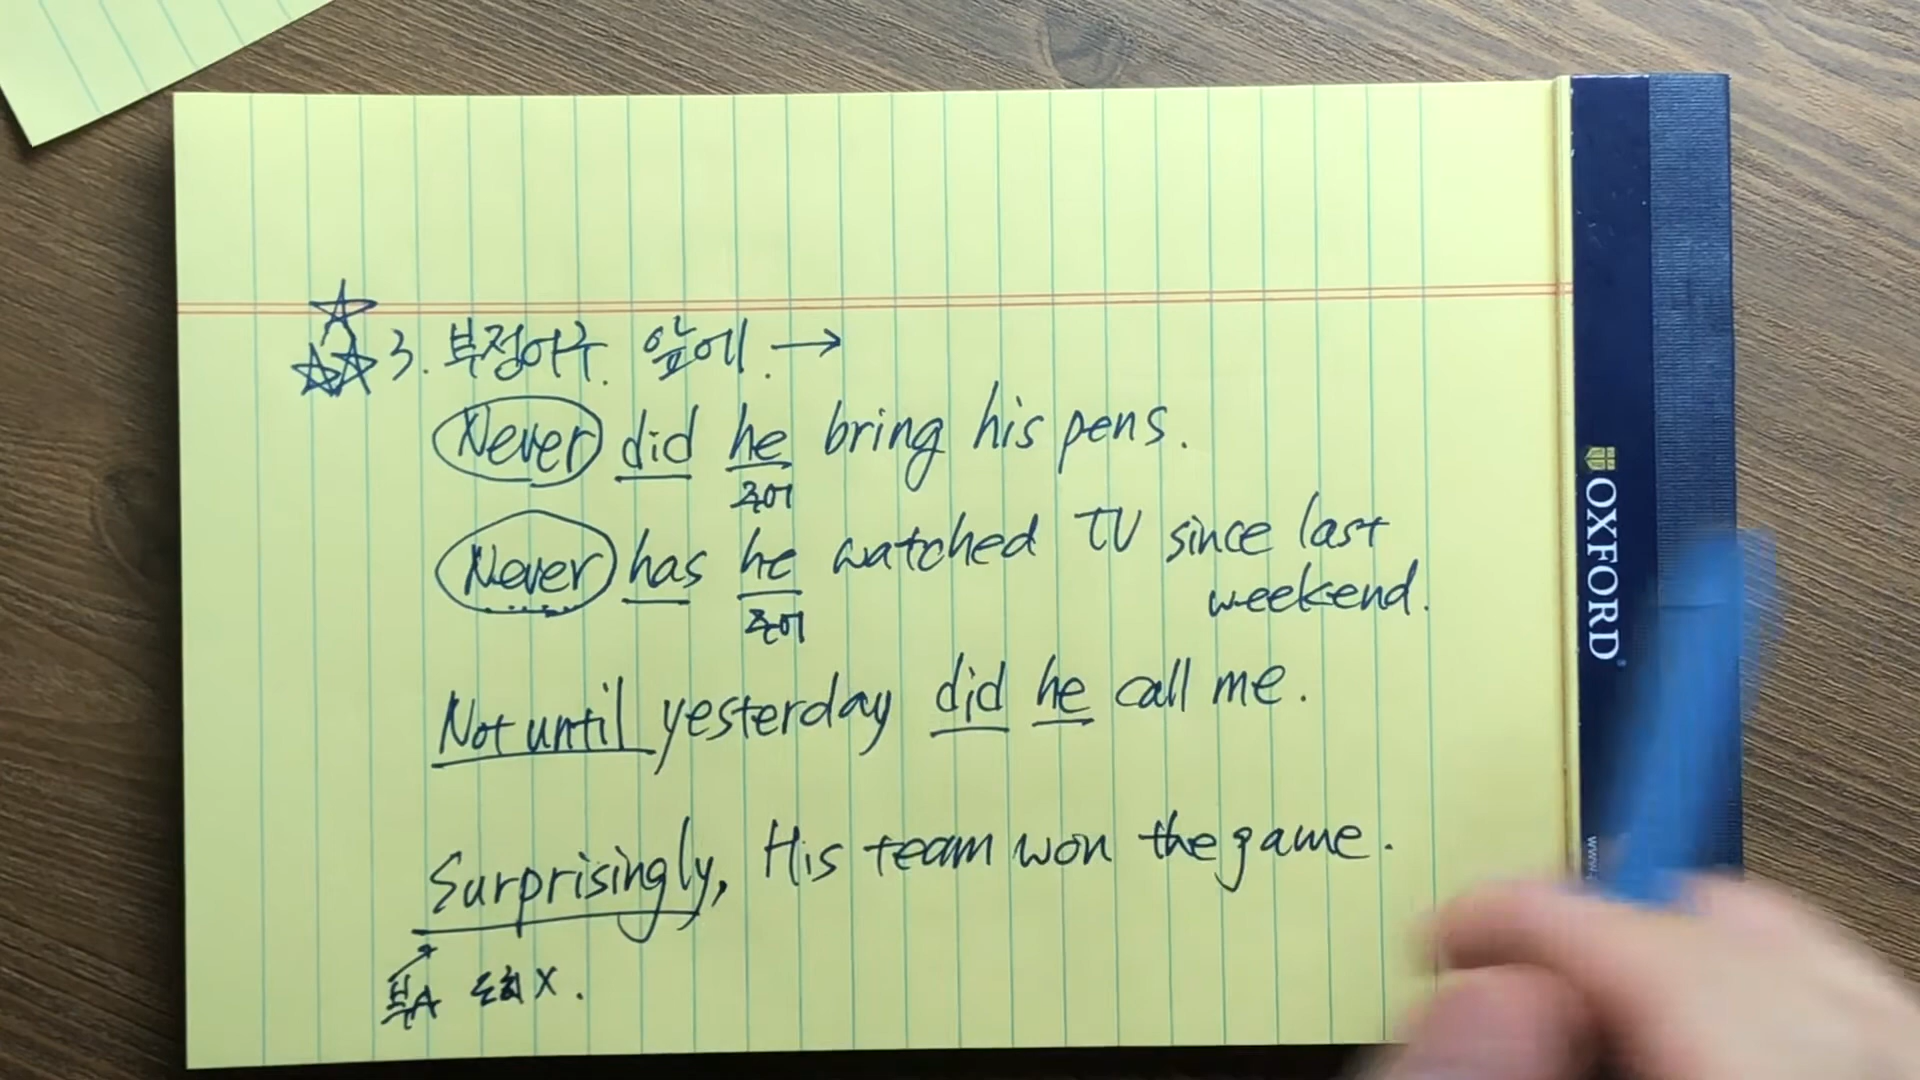 3. 부정어구. 앞에. →
Never did he bring his pens.
주어
Never has he watched TV since last
weekend.
주어
Not until yesterday did he call me.
Surprisingly, His team won the game.
부사 도치 X.
OXFORD
www.